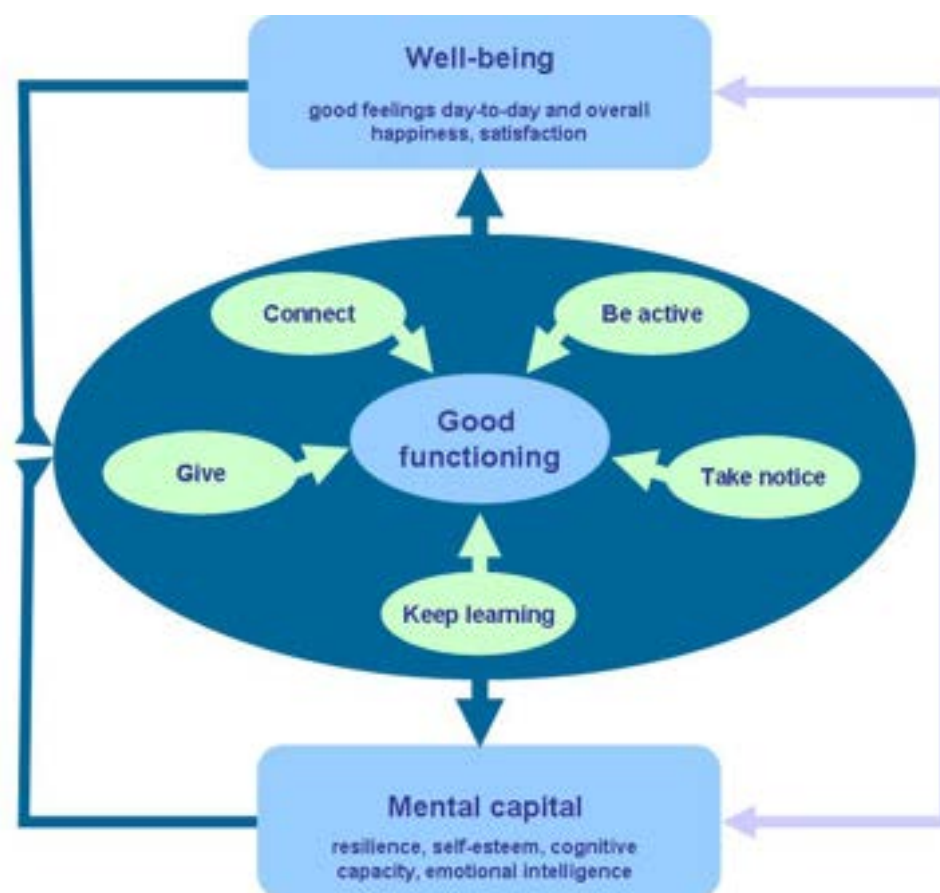 Well-being
good feelings day-to-day and overall
happiness, satisfaction
Connect
Be active
Good
functioning
Give
Take notice
Keep learning
Mental capital
resilience, self-esteem, cognitive
capacity, emotional intelligence